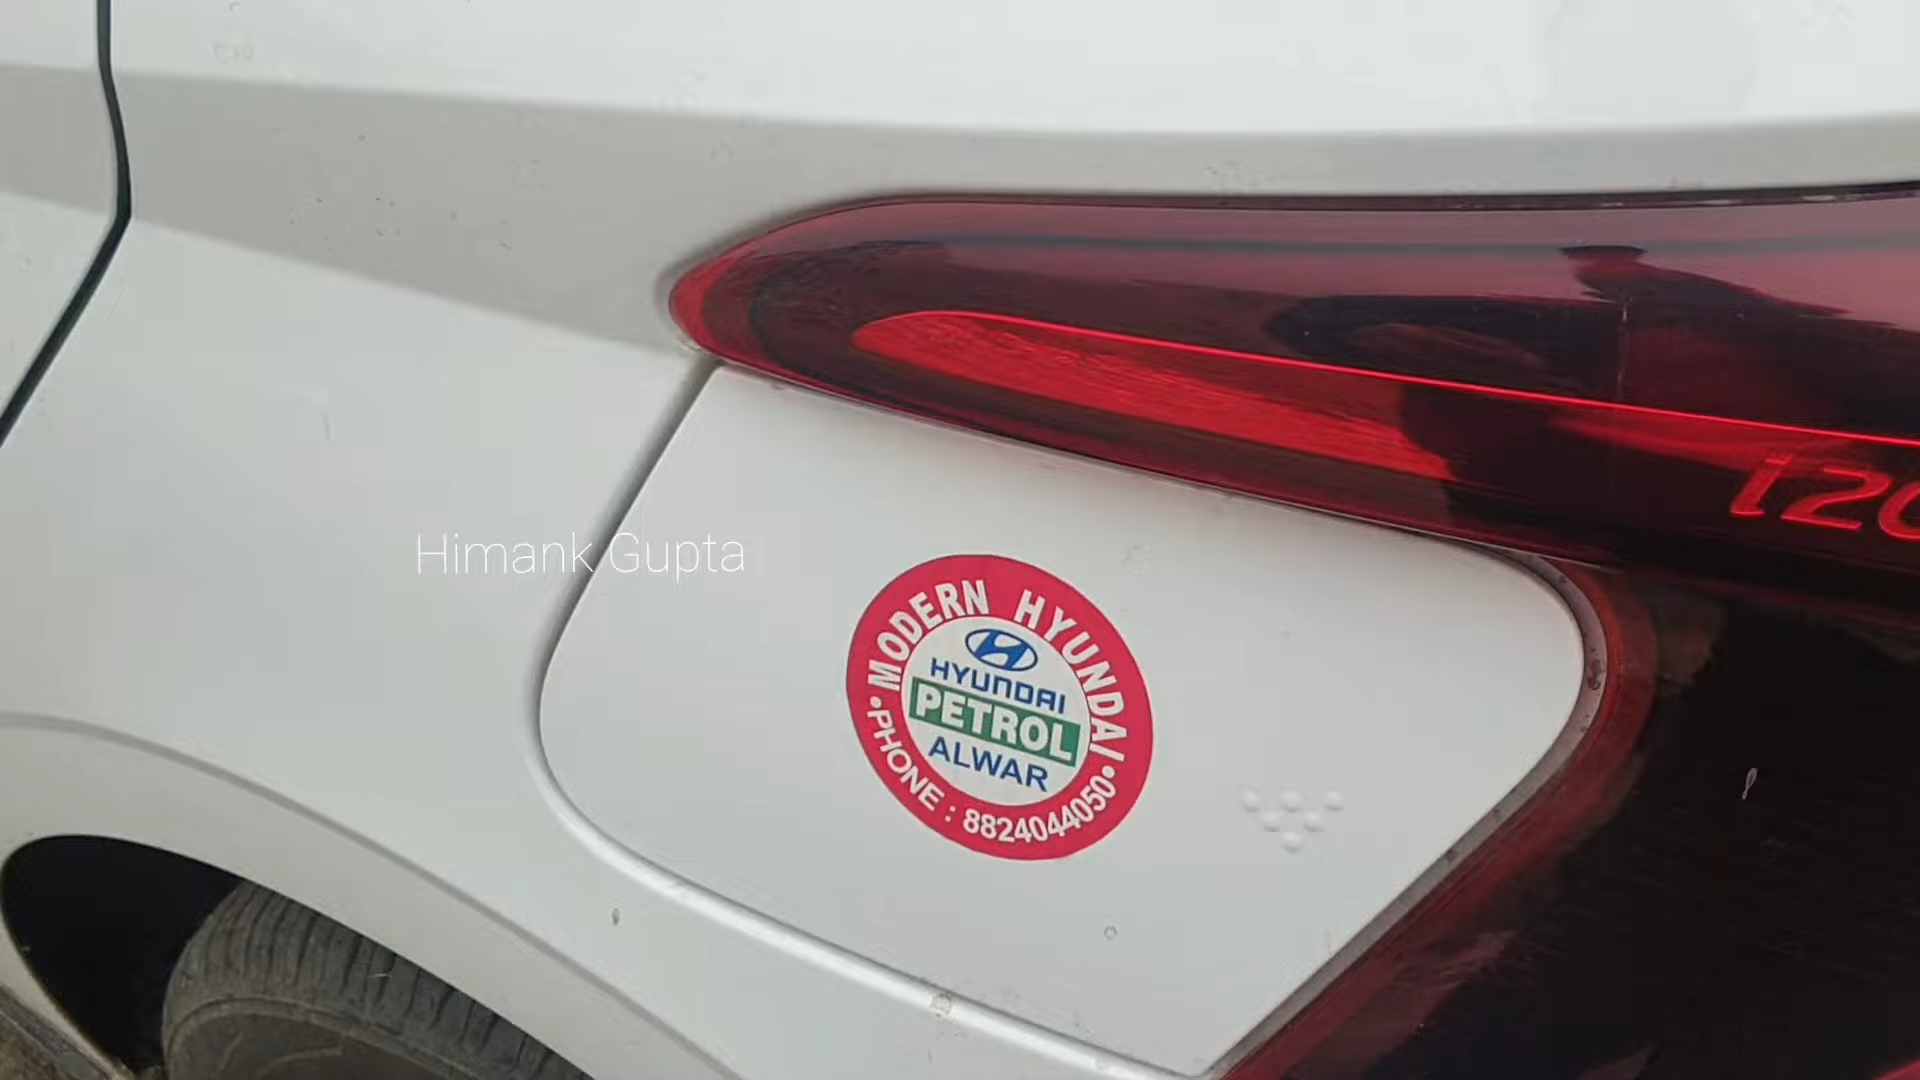 i20
Himank Gupta
MODERN HYUNDAI
HYUNDAI
PETROL
ALWAR
PHONE : 8824044050